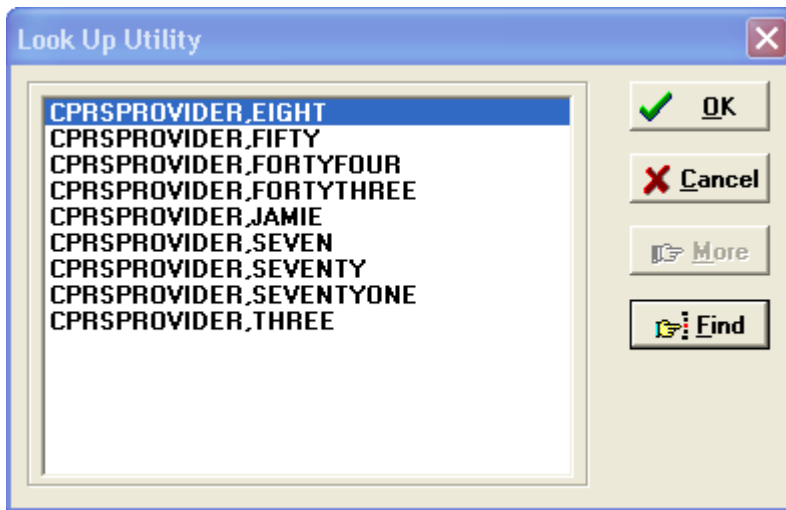 Look Up Utility
CPRSPROVIDER,EIGHT
CPRSPROVIDER,FIFTY
CPRSPROVIDER,FORTYFOUR
CPRSPROVIDER,FORTYTHREE
CPRSPROVIDER,JAMIE
CPRSPROVIDER,SEVEN
CPRSPROVIDER,SEVENTY
CPRSPROVIDER,SEVENTYONE
CPRSPROVIDER,THREE
OK
Cancel
More
Find